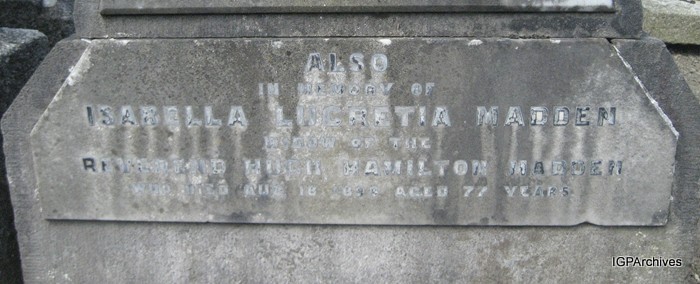 ALSO
IN MEMORY OF
ISABELLA LUCRETIA MADDEN
OF THE
REVEREND HUGH HAMILTON MADDEN
WHO DIED AUG 18 AGED 77 YEARS
IGPArchives